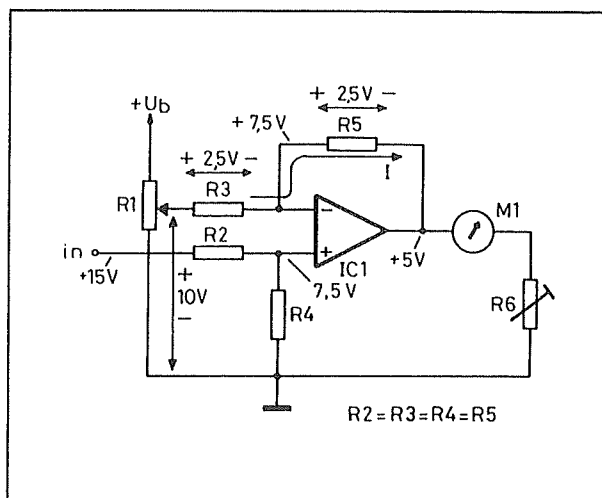 + 2,5V -
+Ub
+7,5V
R5
+ 2,5V -
I
R3
R1
-
M1
R2
in
+
IC1
+15V
+
10V
-
7,5V
+5V
R4
R6
R2=R3=R4=R5